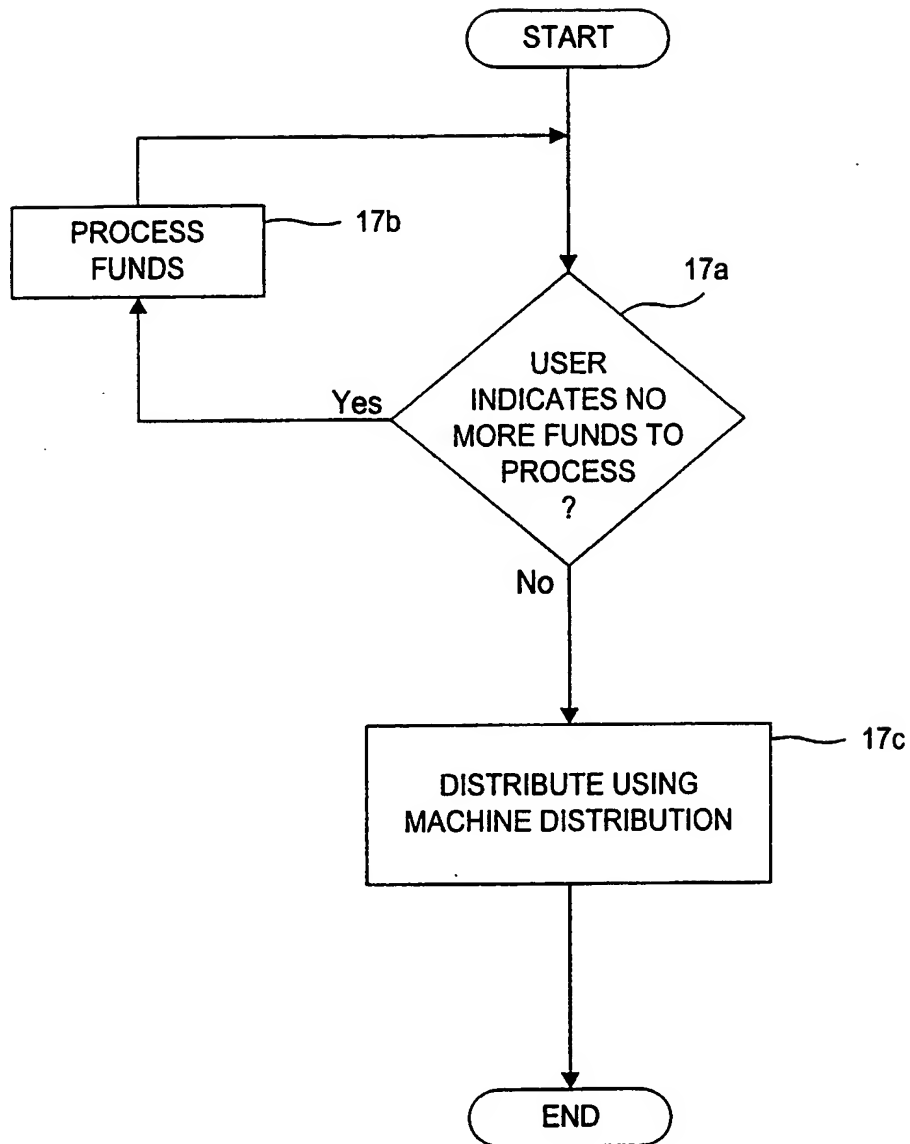 START
PROCESS
FUNDS
17b
17a
USER
INDICATES NO
MORE FUNDS TO
PROCESS
?
Yes
No
DISTRIBUTE USING
MACHINE DISTRIBUTION
17c
END